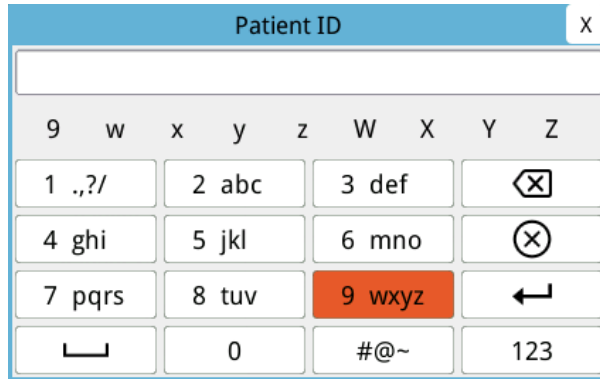 Patient ID X
9 w x y z W X Y Z
1 .,?/ 2 abc 3 def
4 ghi 5 jkl 6 mno
7 pqrs 8 tuv 9 wxyz
0 #@~ 123